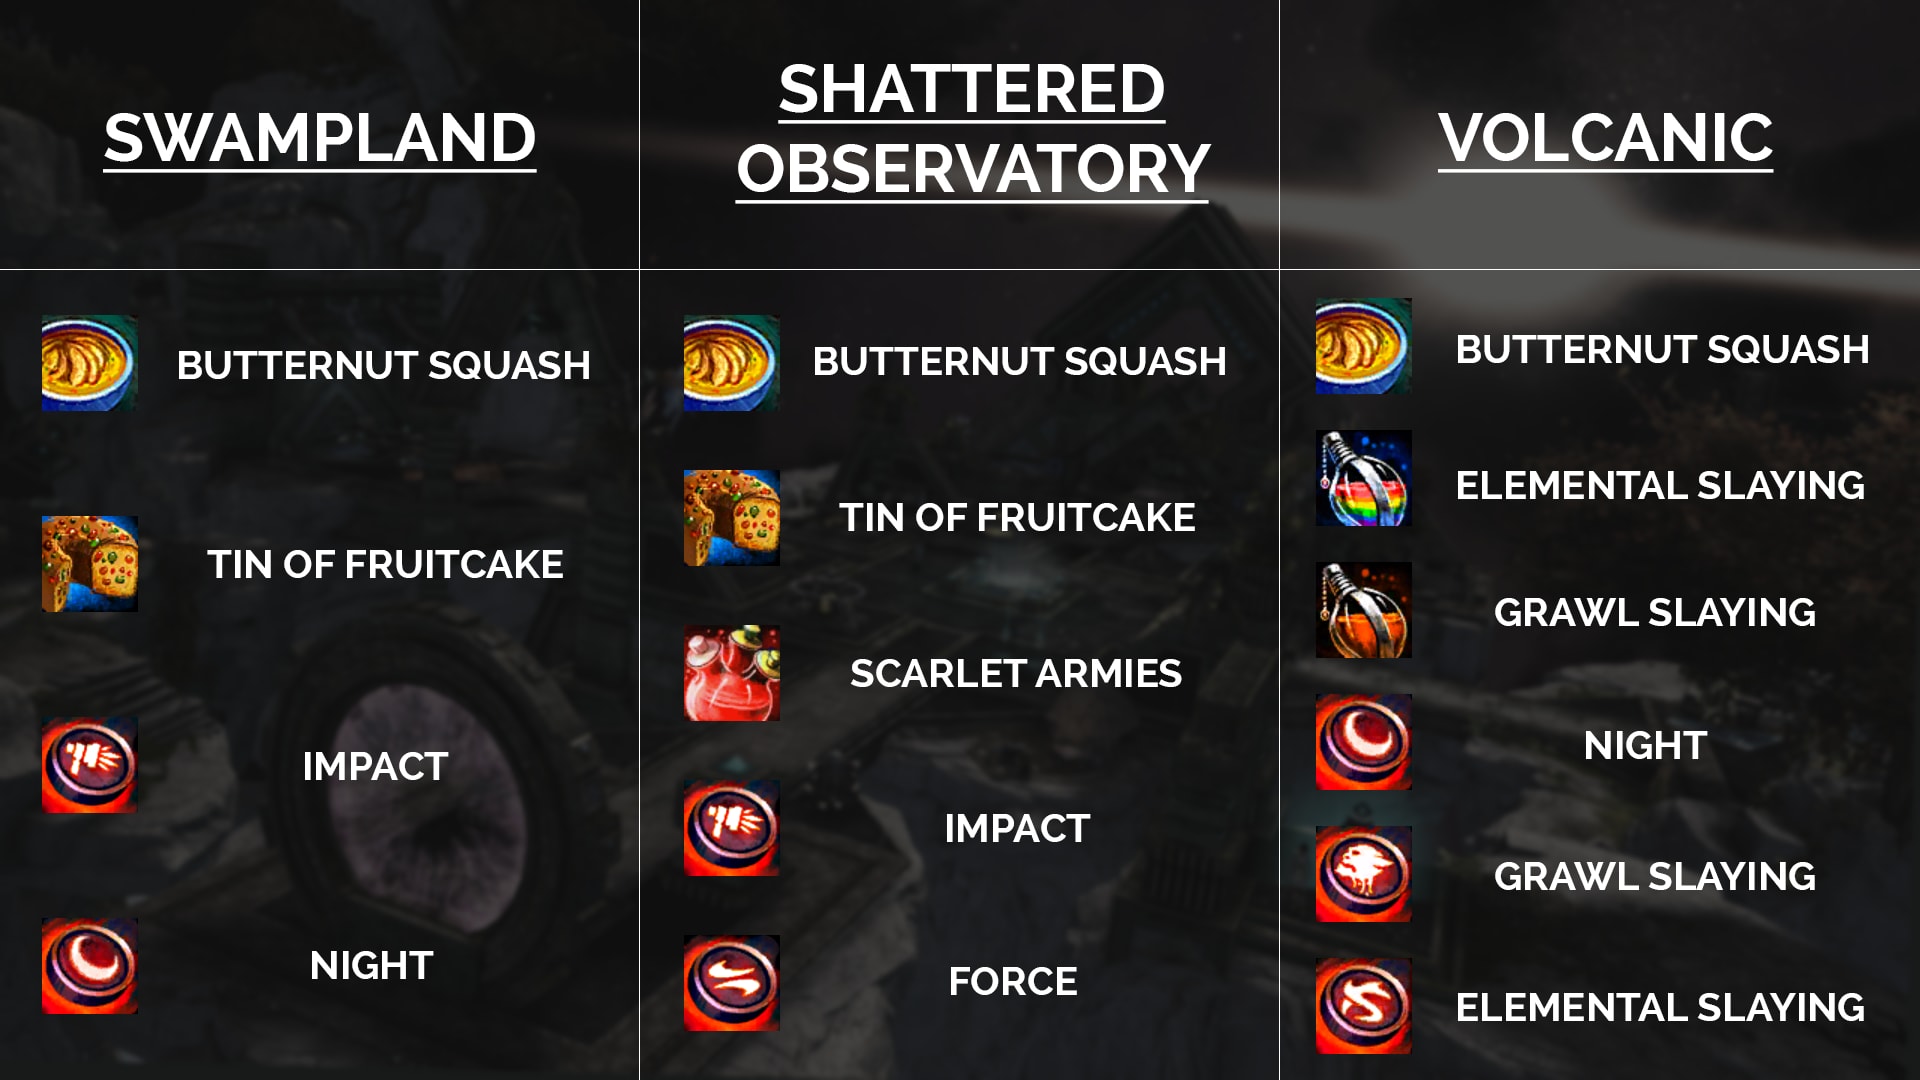 SWAMPLAND
SHATTERED
OBSERVATORY
VOLCANIC
BUTTERNUT SQUASH
TIN OF FRUITCAKE
IMPACT
NIGHT
BUTTERNUT SQUASH
TIN OF FRUITCAKE
SCARLET ARMIES
IMPACT
FORCE
BUTTERNUT SQUASH
ELEMENTAL SLAYING
GRAWL SLAYING
NIGHT
GRAWL SLAYING
ELEMENTAL SLAYING